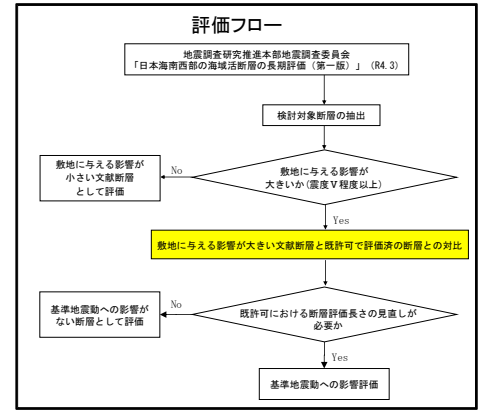 評価フロー
地震調査研究推進本部地震調査委員会
「日本海南西部の海域活断層の長期評価（第一版）」（R4.3）
検討対象断層の抽出
敷地に与える影響が
大きいか（震度Ⅴ程度以上）
No
敷地に与える影響が
小さい文献断層
として評価
Yes
敷地に与える影響が大きい文献断層と既許可で評価済の断層との対比
既許可における断層評価長さの見直しが
必要か
No
基準地震動への影響が
ない断層として評価
Yes
基準地震動への影響評価